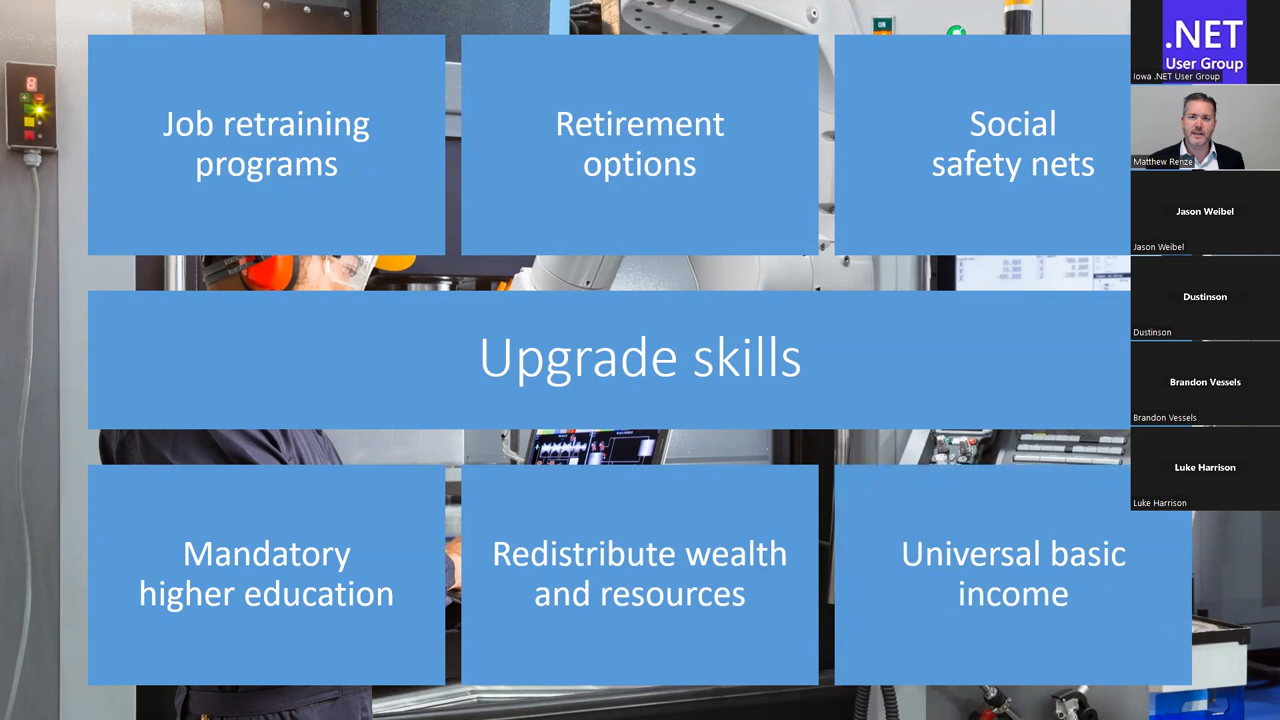 Job retraining
programs
Retirement
options
Social
safety nets
Upgrade skills
Mandatory
higher education
Redistribute wealth
and resources
Universal basic
income
ON
8
.NET
User Group
Iowa .NET User Group
Matthew Renze
Jason Weibel
Jason Weibel
Dustinson
Dustinson
Brandon Vessels
Brandon Vessels
Luke Harrison
Luke Harrison